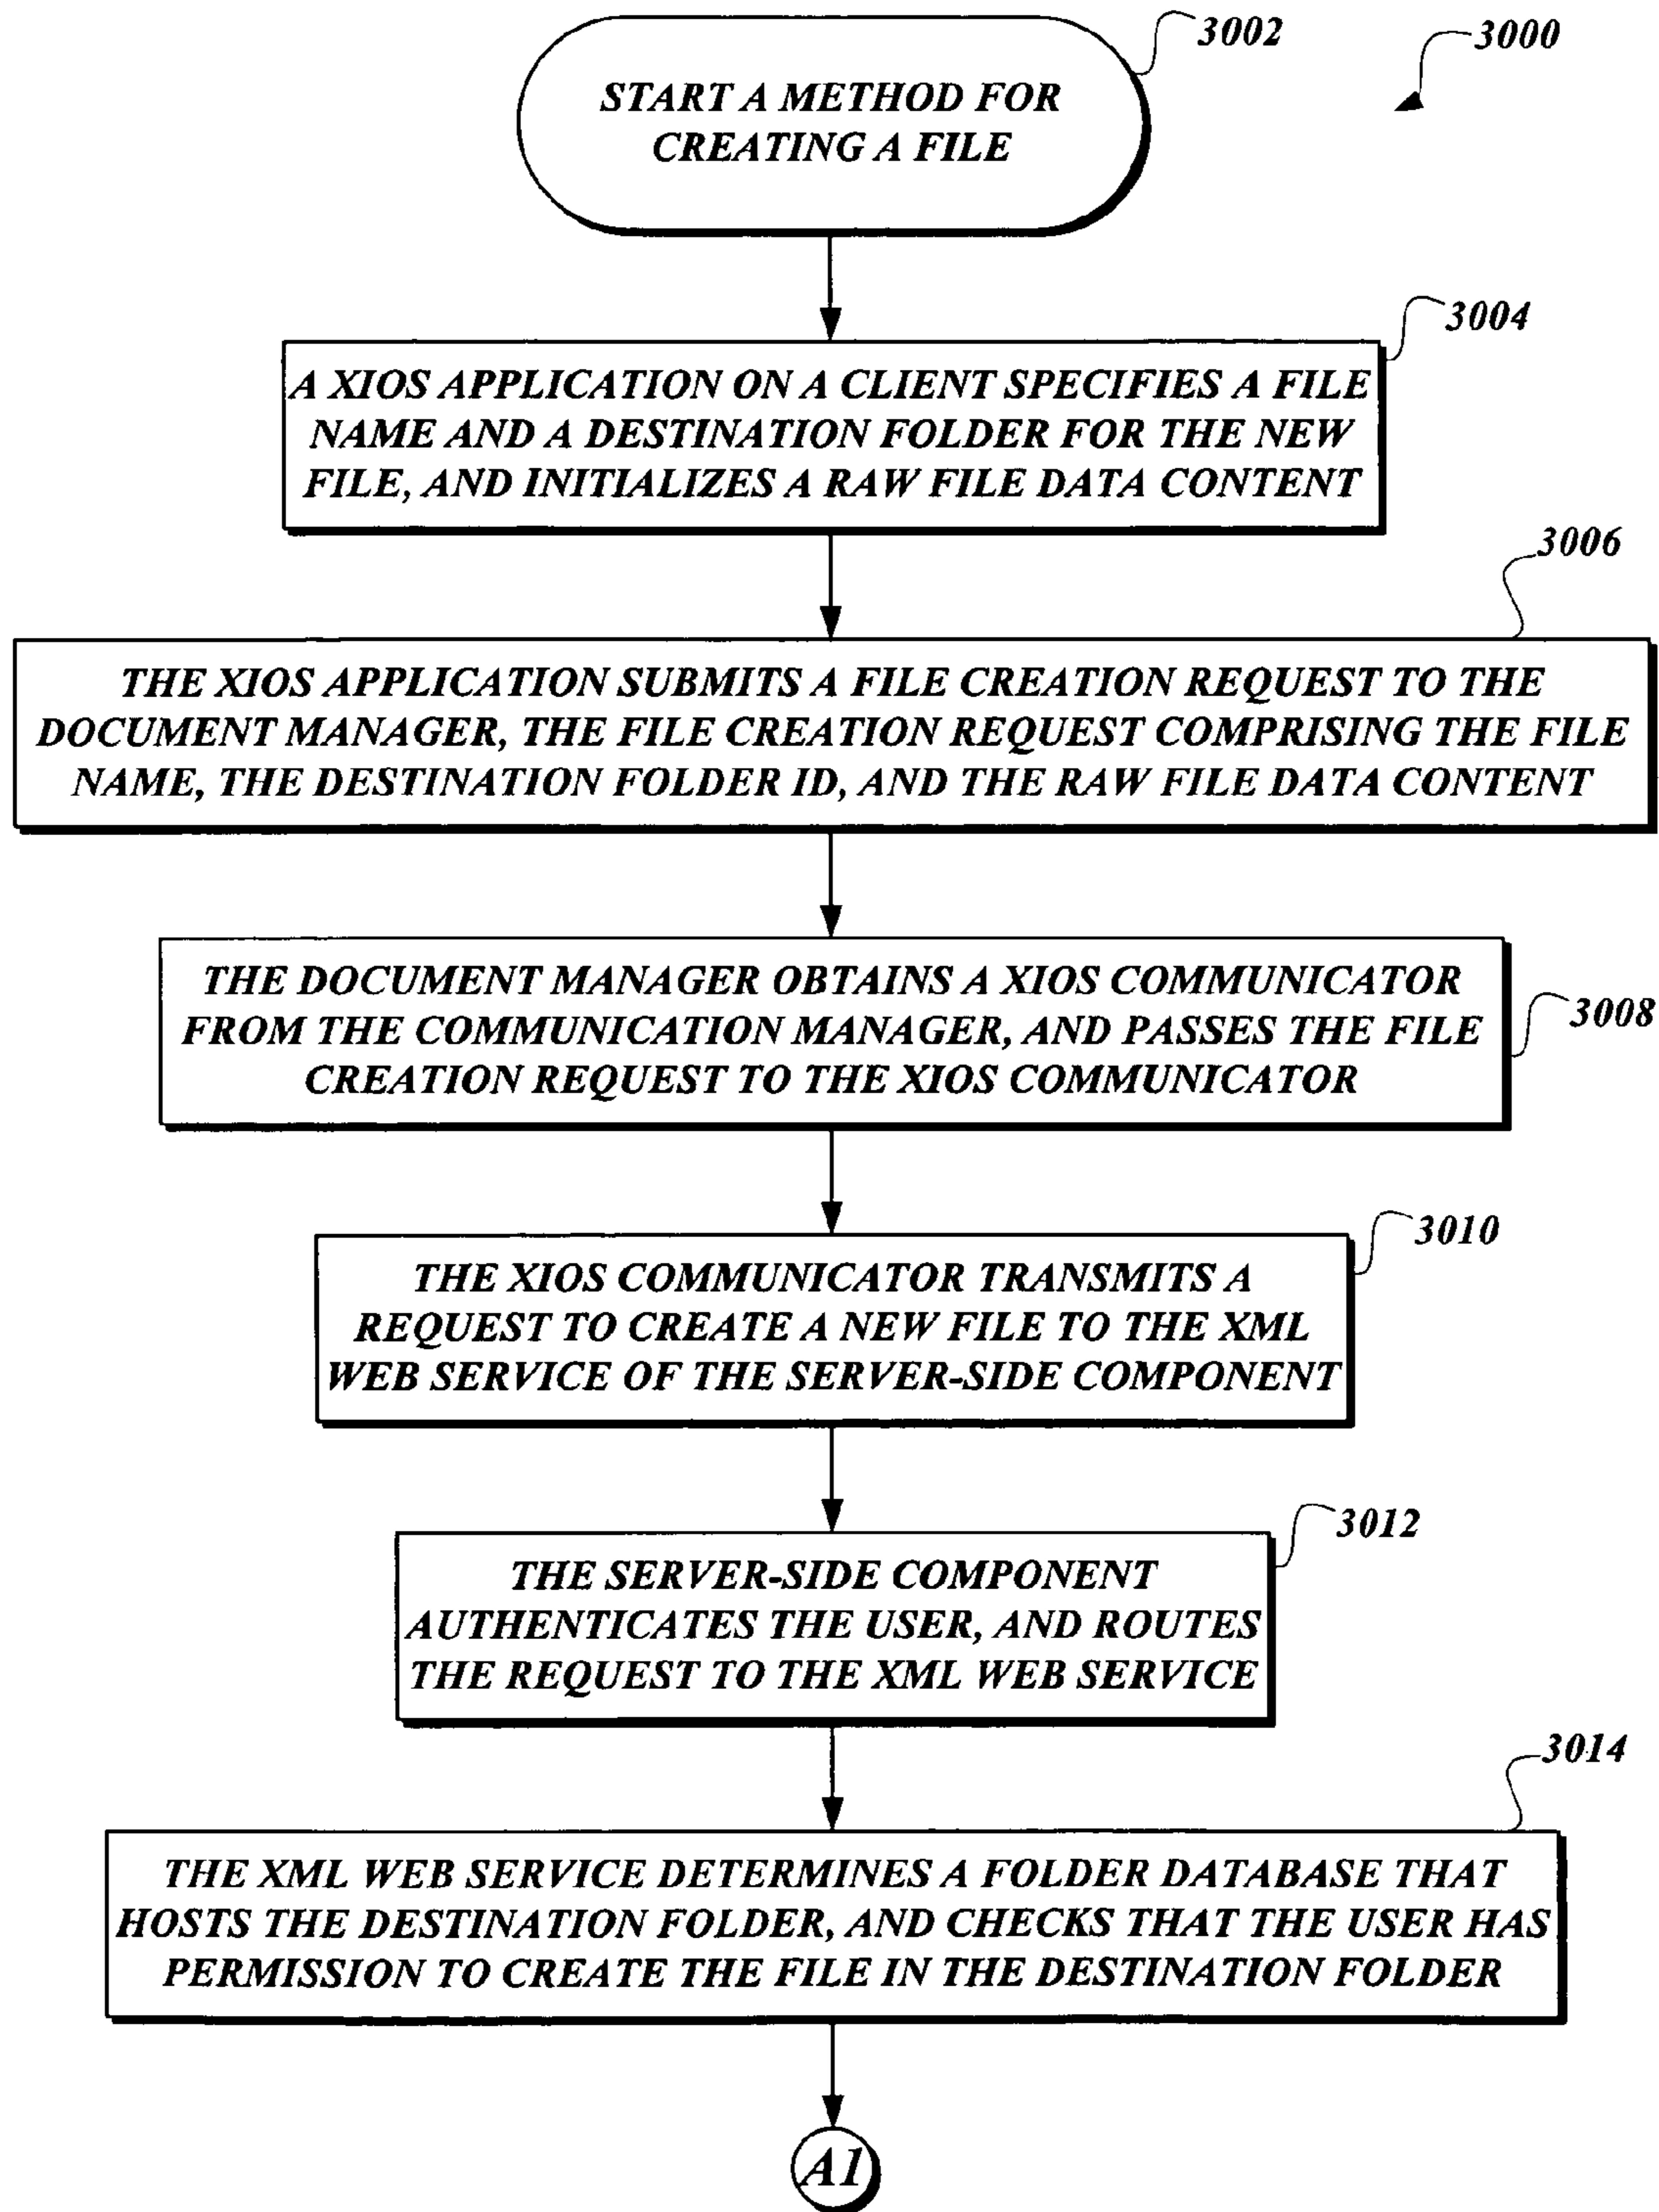 3002
3000
START A METHOD FOR
CREATING A FILE
3004
A XIOS APPLICATION ON A CLIENT SPECIFIES A FILE
NAME AND A DESTINATION FOLDER FOR THE NEW
FILE, AND INITIALIZES A RAW FILE DATA CONTENT
3006
THE XIOS APPLICATION SUBMITS A FILE CREATION REQUEST TO THE
DOCUMENT MANAGER, THE FILE CREATION REQUEST COMPRISING THE FILE
NAME, THE DESTINATION FOLDER ID, AND THE RAW FILE DATA CONTENT
THE DOCUMENT MANAGER OBTAINS A XIOS COMMUNICATOR
FROM THE COMMUNICATION MANAGER, AND PASSES THE FILE
CREATION REQUEST TO THE XIOS COMMUNICATOR
3008
3010
THE XIOS COMMUNICATOR TRANSMITS A
REQUEST TO CREATE A NEW FILE TO THE XML
WEB SERVICE OF THE SERVER-SIDE COMPONENT
3012
THE SERVER-SIDE COMPONENT
AUTHENTICATES THE USER, AND ROUTES
THE REQUEST TO THE XML WEB SERVICE
3014
THE XML WEB SERVICE DETERMINES A FOLDER DATABASE THAT
HOSTS THE DESTINATION FOLDER, AND CHECKS THAT THE USER HAS
PERMISSION TO CREATE THE FILE IN THE DESTINATION FOLDER
A1